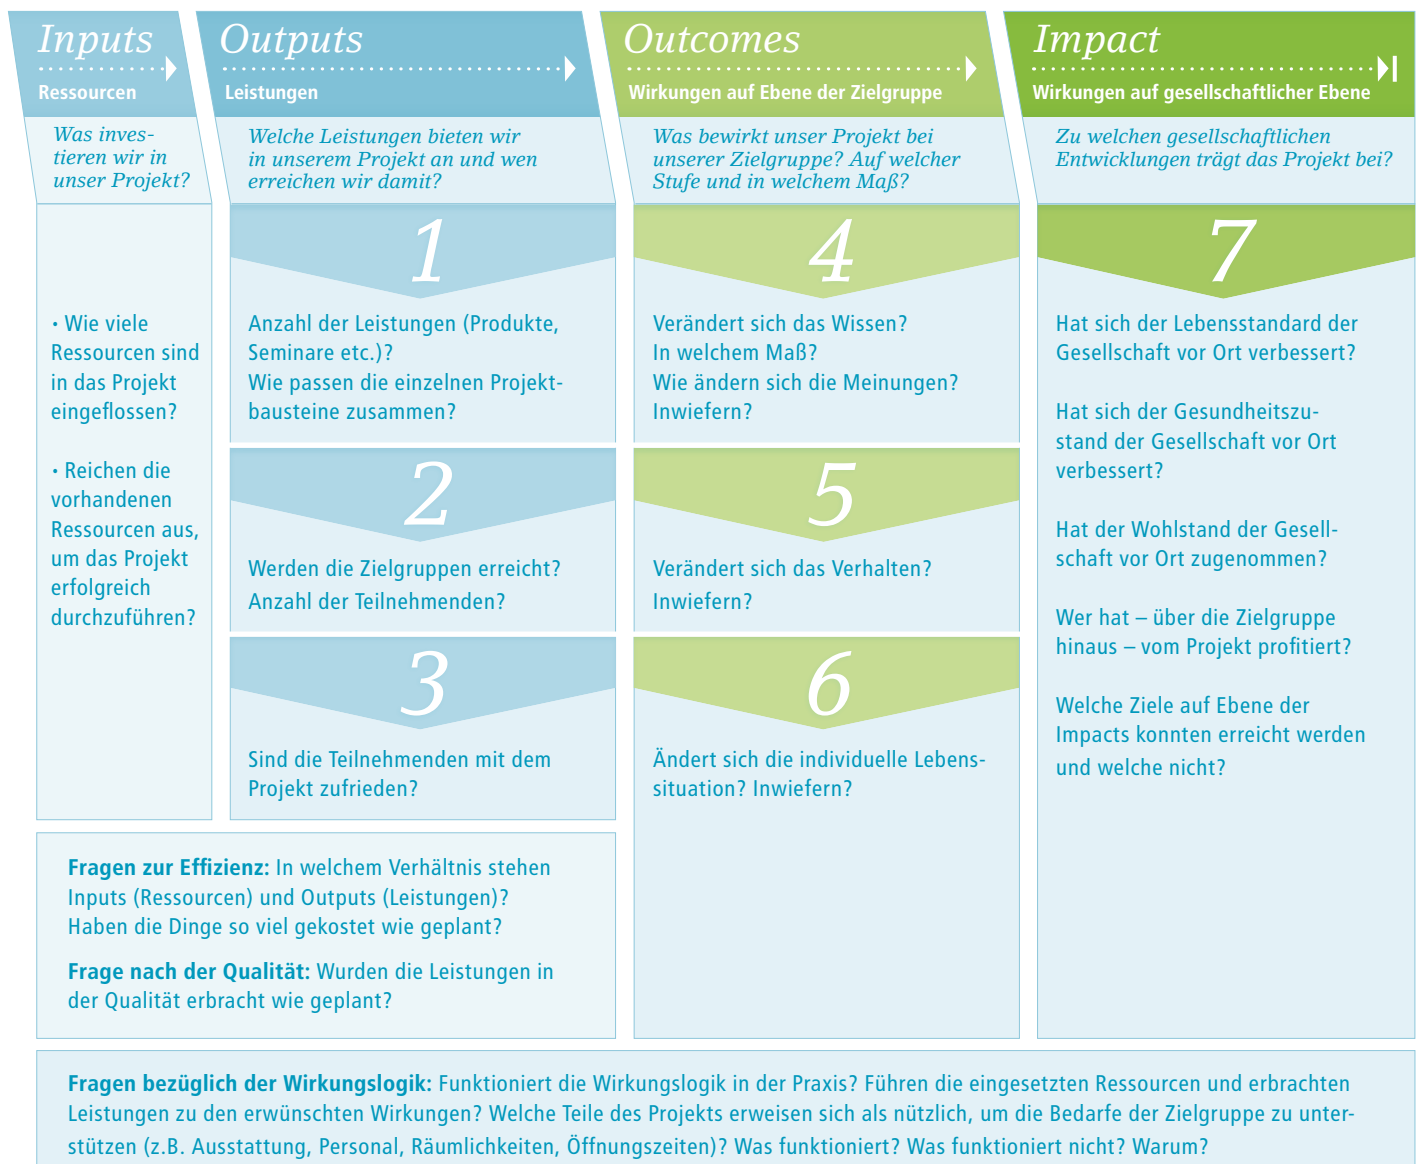 Inputs
Ressourcen
Was inves-
tieren wir in
unser Projekt?
• Wie viele
Ressourcen sind
in das Projekt
eingeflossen?
• Reichen die
vorhandenen
Ressourcen aus,
um das Projekt
erfolgreich
durchzuführen?
Outputs
Leistungen
Welche Leistungen bieten wir
in unserem Projekt an und wen
erreichen wir damit?
1
Anzahl der Leistungen (Produkte,
Seminare etc.)?
Wie passen die einzelnen Projekt-
bausteine zusammen?
2
Werden die Zielgruppen erreicht?
Anzahl der Teilnehmenden?
3
Sind die Teilnehmenden mit dem
Projekt zufrieden?
Fragen zur Effizienz: In welchem Verhältnis stehen
Inputs (Ressourcen) und Outputs (Leistungen)?
Haben die Dinge so viel gekostet wie geplant?
Frage nach der Qualität: Wurden die Leistungen in
der Qualität erbracht wie geplant?
Outcomes
Wirkungen auf Ebene der Zielgruppe
Was bewirkt unser Projekt bei
unserer Zielgruppe? Auf welcher
Stufe und in welchem Maß?
4
Verändert sich das Wissen?
In welchem Maß?
Wie ändern sich die Meinungen?
Inwiefern?
5
Verändert sich das Verhalten?
Inwiefern?
6
Ändert sich die individuelle Lebens-
situation? Inwiefern?
Impact
Wirkungen auf gesellschaftlicher Ebene
Zu welchen gesellschaftlichen
Entwicklungen trägt das Projekt bei?
7
Hat sich der Lebensstandard der
Gesellschaft vor Ort verbessert?
Hat sich der Gesundheitszu-
stand der Gesellschaft vor Ort
verbessert?
Hat der Wohlstand der Gesell-
schaft vor Ort zugenommen?
Wer hat – über die Zielgruppe
hinaus – vom Projekt profitiert?
Welche Ziele auf Ebene der
Impacts konnten erreicht werden
und welche nicht?
Fragen bezüglich der Wirkungslogik: Funktioniert die Wirkungslogik in der Praxis? Führen die eingesetzten Ressourcen und erbrachten
Leistungen zu den erwünschten Wirkungen? Welche Teile des Projekts erweisen sich als nützlich, um die Bedarfe der Zielgruppe zu unter-
stützen (z.B. Ausstattung, Personal, Räumlichkeiten, Öffnungszeiten)? Was funktioniert? Was funktioniert nicht? Warum?